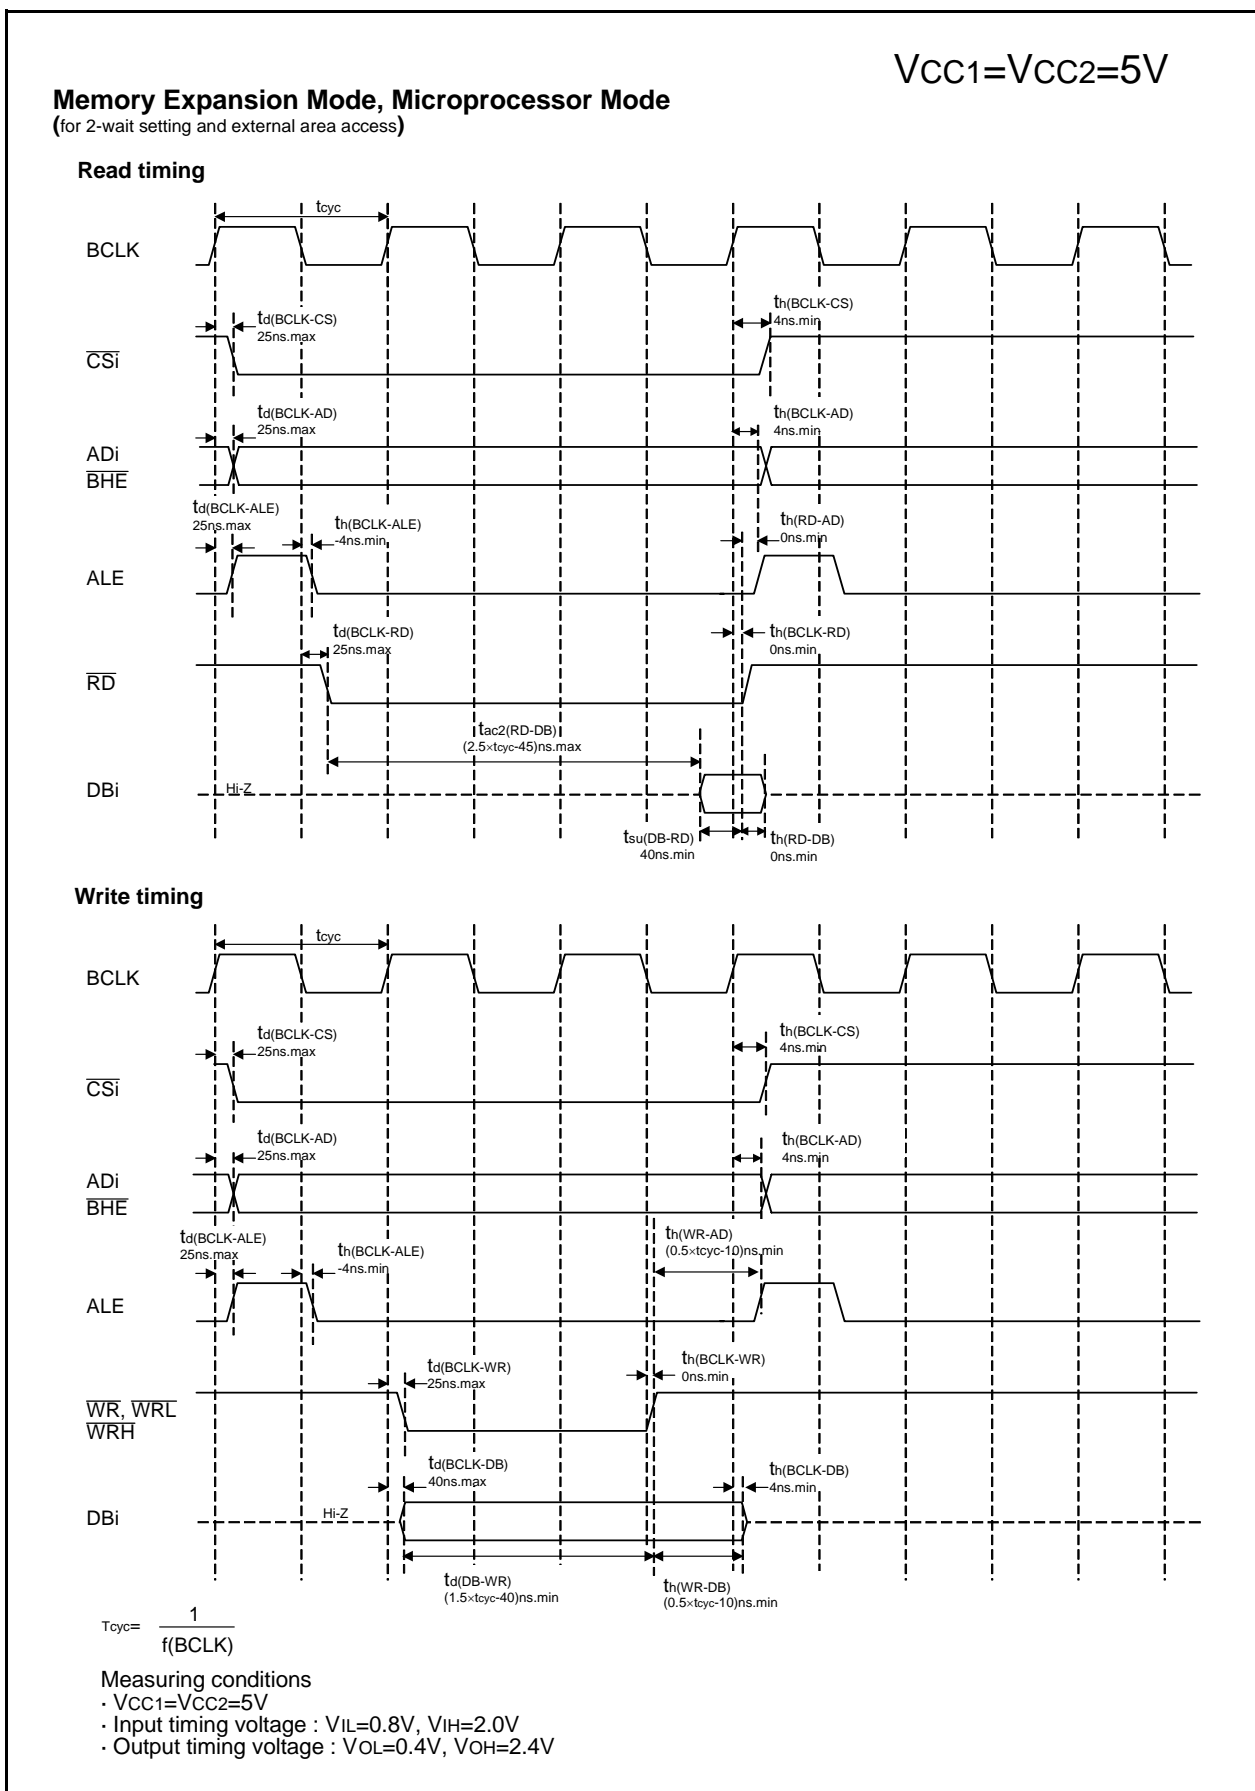 VCC1=VCC2=5V
Memory Expansion Mode, Microprocessor Mode
(for 2-wait setting and external area access)
Read timing
tcyc
BCLK
td(BCLK-CS)
25ns.max
th(BCLK-CS)
4ns.min
CSi
td(BCLK-AD)
25ns.max
th(BCLK-AD)
4ns.min
ADi
BHE
td(BCLK-ALE)
25ns.max
th(BCLK-ALE)
-4ns.min
th(RD-AD)
0ns.min
ALE
td(BCLK-RD)
25ns.max
th(BCLK-RD)
0ns.min
RD
tac2(RD-DB)
(2.5×tcyc-45)ns.max
DBi
Hi-Z
tsu(DB-RD)
40ns.min
th(RD-DB)
0ns.min
Write timing
tcyc
BCLK
td(BCLK-CS)
25ns.max
th(BCLK-CS)
4ns.min
CSi
td(BCLK-AD)
25ns.max
th(BCLK-AD)
4ns.min
ADi
BHE
td(BCLK-ALE)
25ns.max
th(BCLK-ALE)
-4ns.min
th(WR-AD)
(0.5×tcyc-10)ns.min
ALE
td(BCLK-WR)
25ns.max
th(BCLK-WR)
0ns.min
WR, WRL
WRH
td(BCLK-DB)
40ns.max
th(BCLK-DB)
4ns.min
DBi
Hi-Z
td(DB-WR)
(1.5×tcyc-40)ns.min
th(WR-DB)
(0.5×tcyc-10)ns.min
Tcyc= 1
f(BCLK)
Measuring conditions
· VCC1=VCC2=5V
· Input timing voltage : VIL=0.8V, VIH=2.0V
· Output timing voltage : VOL=0.4V, VOH=2.4V